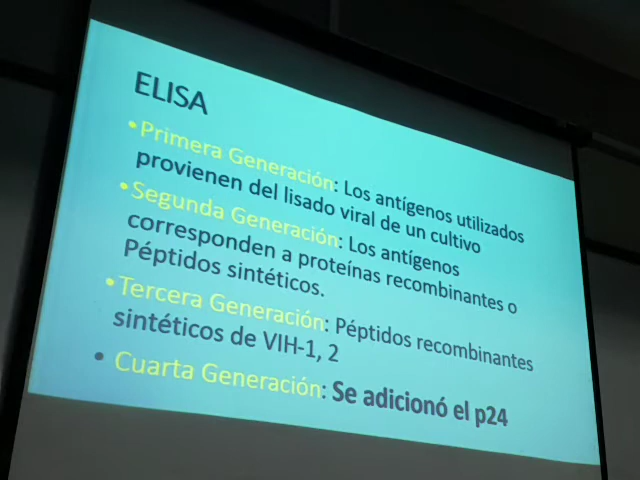 ELISA
•Primera Generación: Los antígenos utilizados
provienen del lisado viral de un cultivo
•Segunda Generación: Los antígenos
corresponden a proteínas recombinantes o
Péptidos sintéticos.
•Tercera Generación: Péptidos recombinantes
sintéticos de VIH-1, 2
• Cuarta Generación: Se adicionó el p24